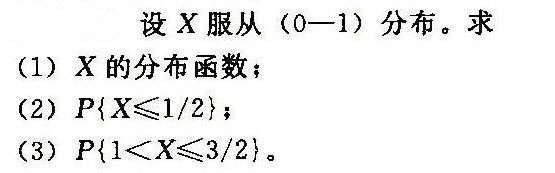 设 X 服从（0—1）分布。求
（1） X 的分布函数；
（2） P{X≤1/2}；
（3） P{1<X≤3/2}。